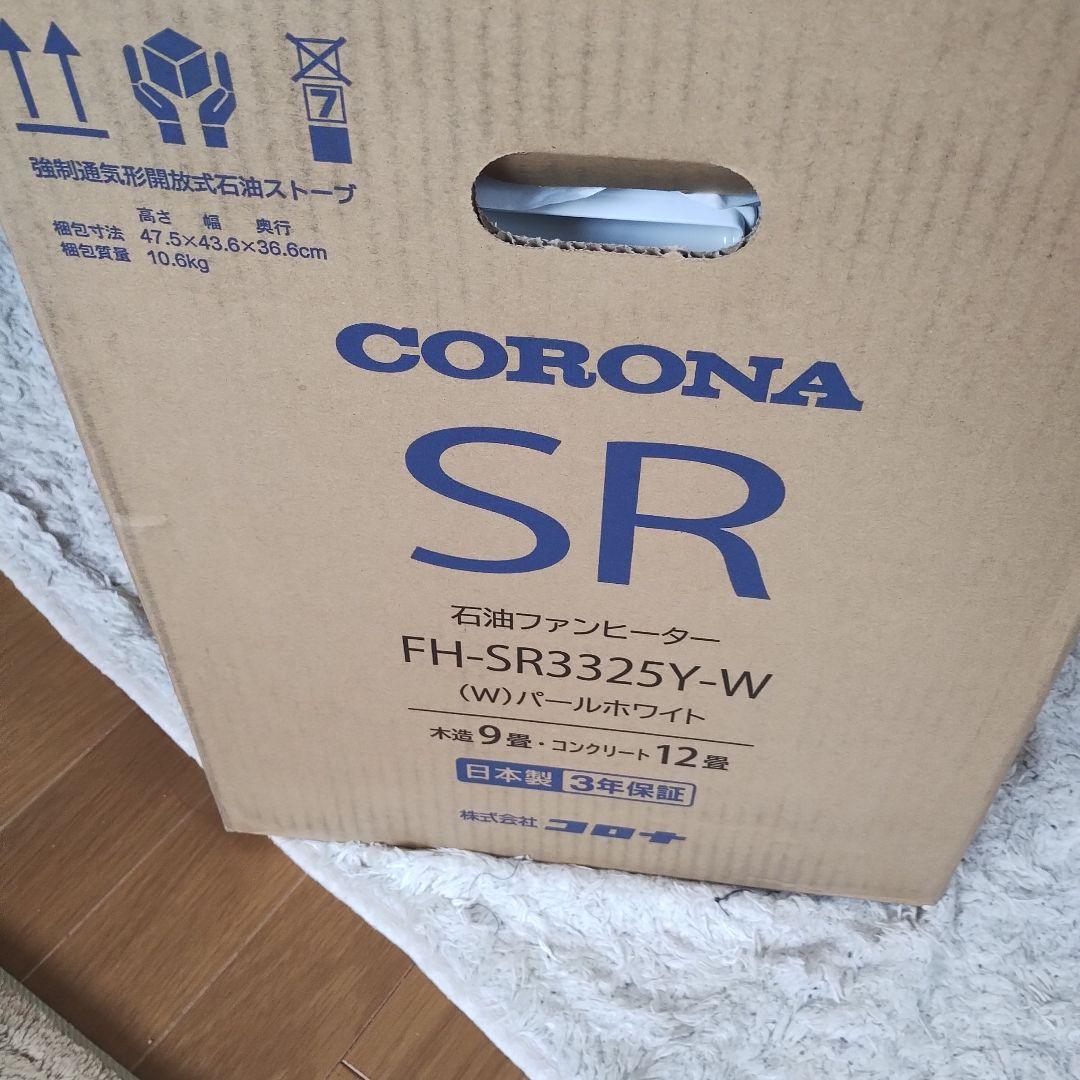 7
強制通気形開放式石油ストーブ
高さ 幅 奥行
梱包寸法 47.5×43.6×36.6cm
梱包質量 10.6kg
CORONA
SR
石油ファンヒーター
FH-SR3325Y-W
(W)パールホワイト
木造9畳・コンクリート12畳
日本製 3年保証
株式会社 コロナ